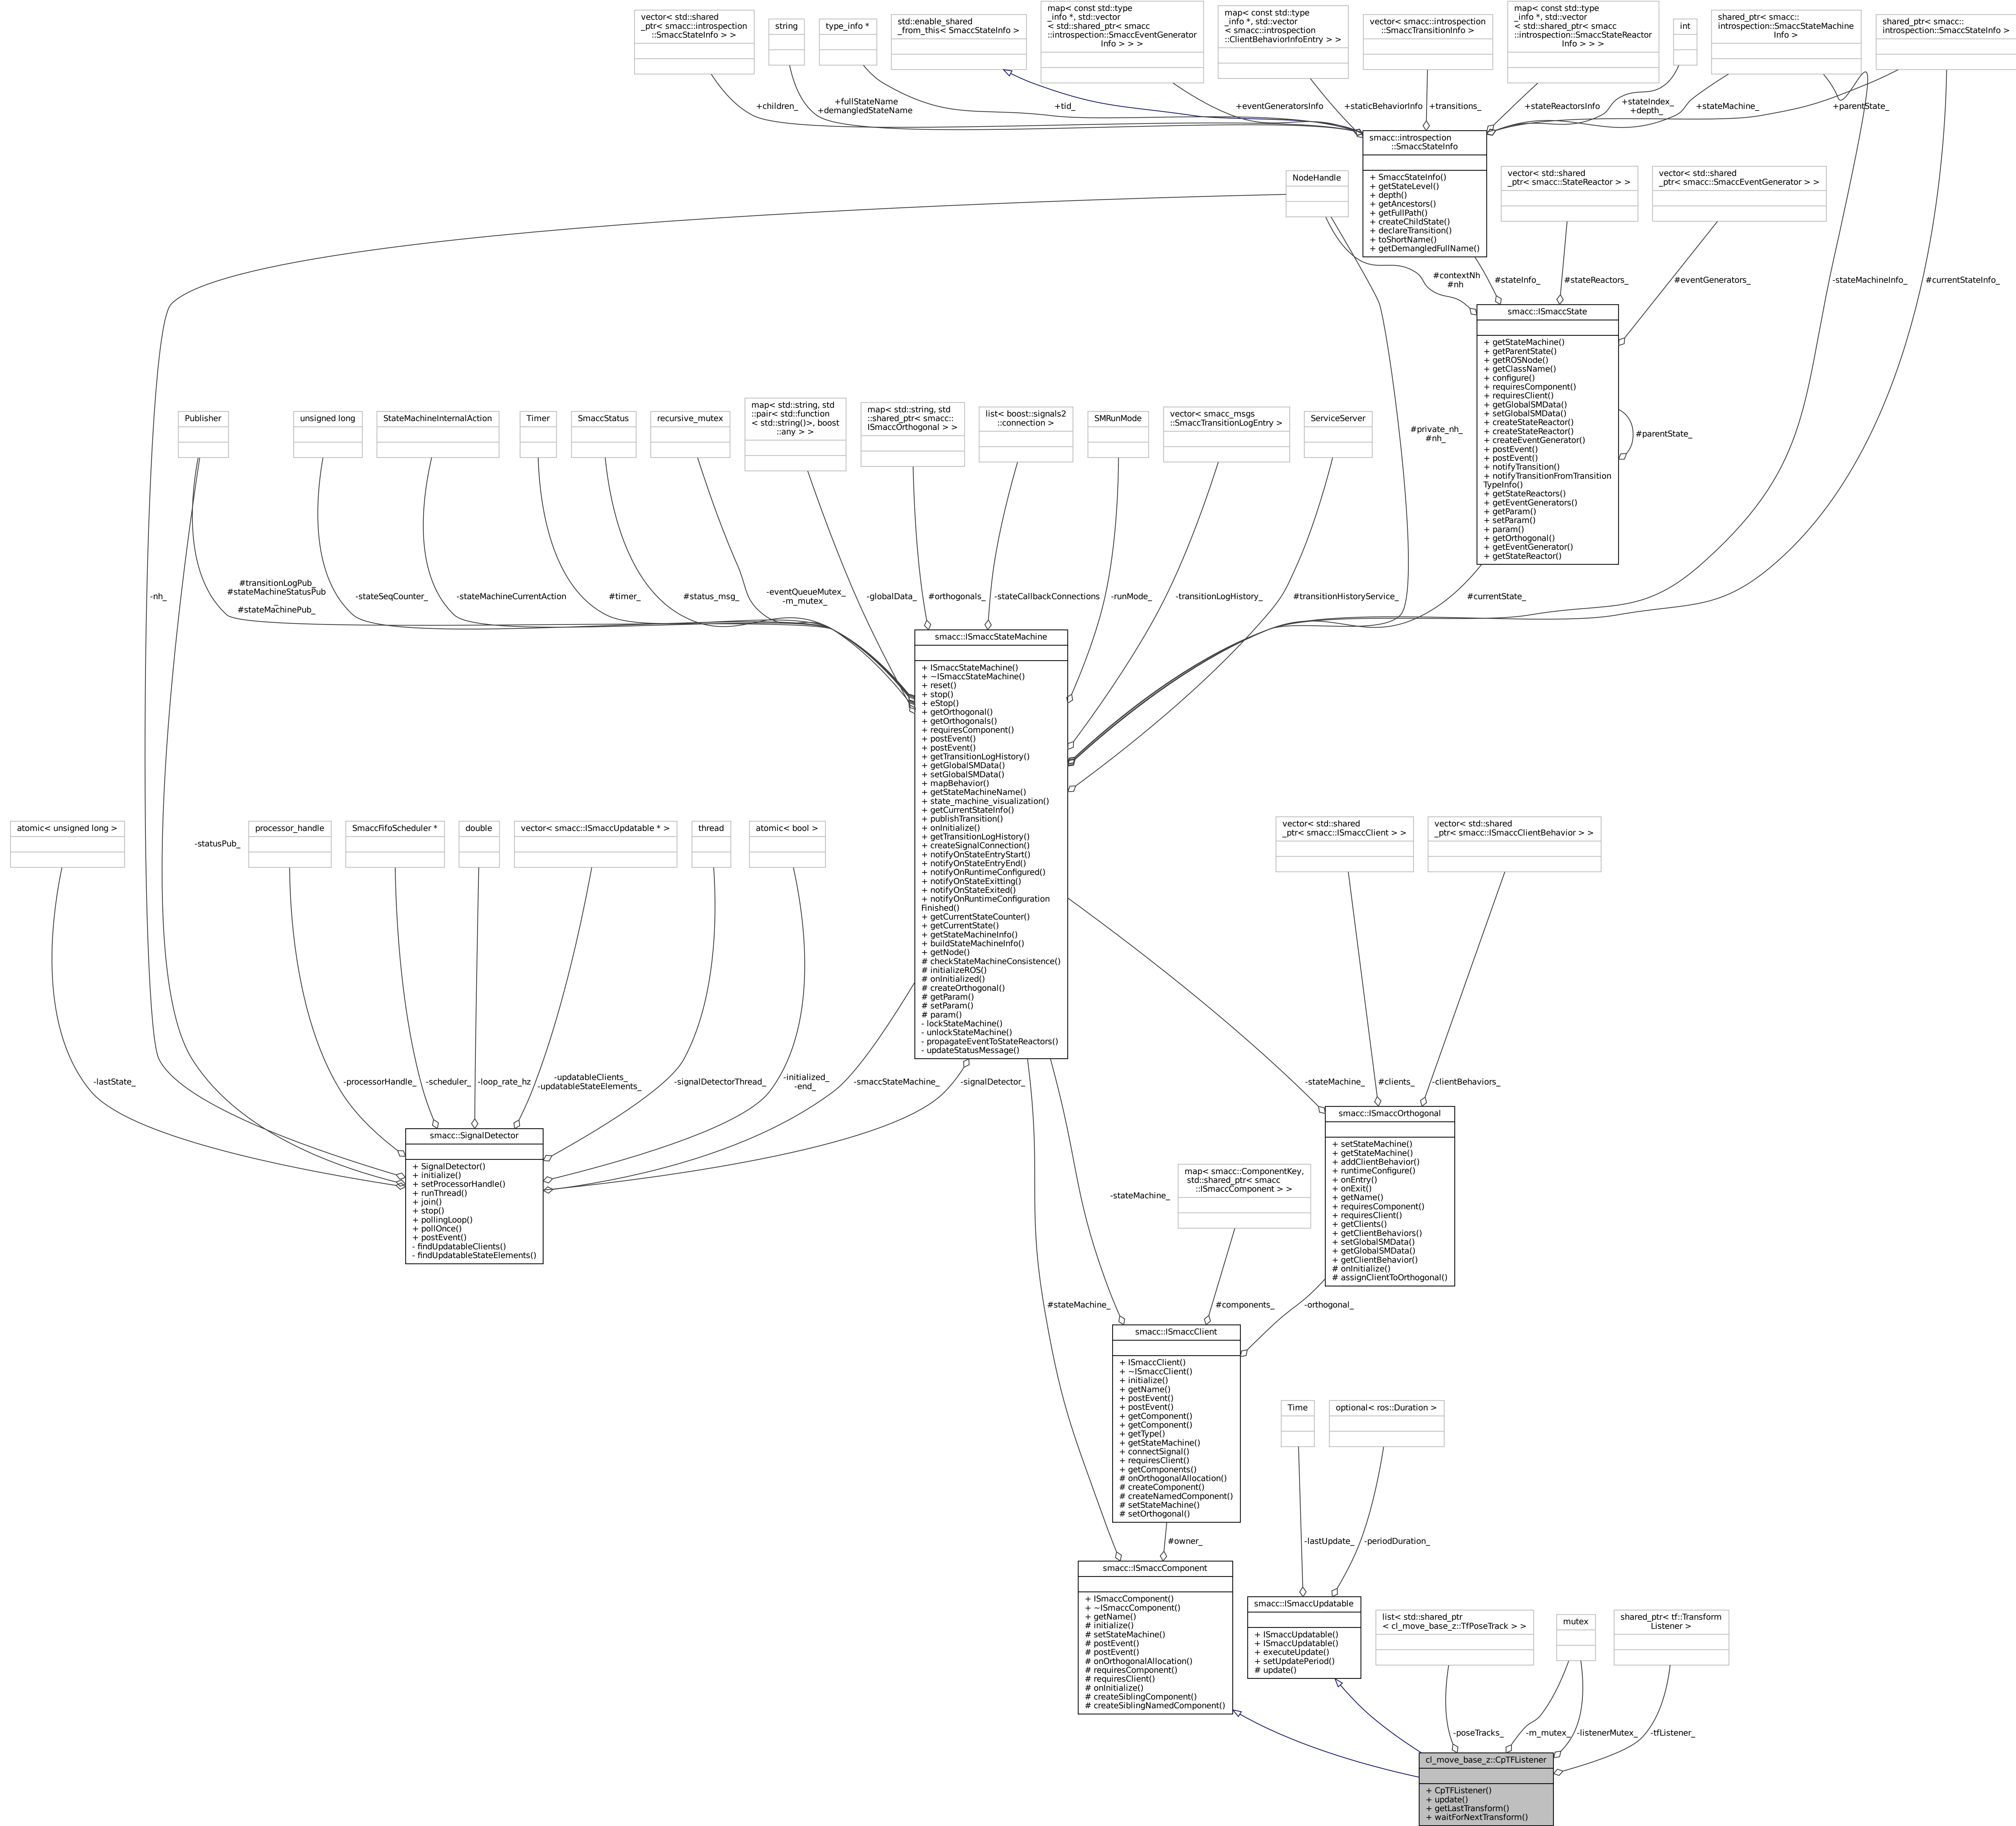 vector< std::shared
_ptr< smacc::introspection
::SmaccStateInfo > >
string
type_info *
std::enable_shared
_from_this< SmaccStateInfo >
map< const std::type
_info *, std::vector
< std::shared_ptr< smacc
::introspection::SmaccEventGenerator
Info > > >
map< const std::type
_info *, std::vector
< smacc::introspection
::ClientBehaviorInfoEntry > >
vector< smacc::introspection
::SmaccTransitionInfo >
map< const std::type
_info *, std::vector
< std::shared_ptr< smacc
::introspection::SmaccStateReactor
Info > > >
int
shared_ptr< smacc::
introspection::SmaccStateMachine
Info >
shared_ptr< smacc::
introspection::SmaccStateInfo >
+children_
+fullStateName
+demangledStateName
+tid_
+eventGeneratorsInfo
+staticBehaviorInfo
+transitions_
+stateReactorsInfo
+stateIndex_
+depth_
+stateMachine_
+parentState_
smacc::introspection
::SmaccStateInfo
+ SmaccStateInfo()
+ getStateLevel()
+ depth()
+ getAncestors()
+ getFullPath()
+ createChildState()
+ declareTransition()
+ toShortName()
+ getDemangledFullName()
NodeHandle
vector< std::shared
_ptr< smacc::StateReactor > >
vector< std::shared
_ptr< smacc::SmaccEventGenerator > >
#contextNh
#nh
#stateInfo_
#stateReactors_
#eventGenerators_
-stateMachineInfo_
#currentStateInfo_
smacc::ISmaccState
+ getStateMachine()
+ getParentState()
+ getROSNode()
+ getClassName()
+ configure()
+ requiresComponent()
+ requiresClient()
+ getGlobalSMData()
+ setGlobalSMData()
+ createStateReactor()
+ createStateReactor()
+ createEventGenerator()
+ postEvent()
+ postEvent()
+ notifyTransition()
+ notifyTransitionFromTransition
TypeInfo()
+ getStateReactors()
+ getEventGenerators()
+ getParam()
+ setParam()
+ param()
+ getOrthogonal()
+ getEventGenerator()
+ getStateReactor()
#parentState_
#private_nh_
#nh_
Publisher
unsigned long
StateMachineInternalAction
Timer
SmaccStatus
recursive_mutex
map< std::string, std
::pair< std::function
< std::string()>, boost
::any > >
map< std::string, std
::shared_ptr< smacc::
ISmaccOrthogonal > >
list< boost::signals2
::connection >
SMRunMode
vector< smacc_msgs
::SmaccTransitionLogEntry >
ServiceServer
-nh_
#transitionLogPub_
#stateMachineStatusPub
_
#stateMachinePub_
-stateSeqCounter_
-stateMachineCurrentAction
#timer_
#status_msg_
-eventQueueMutex_
-m_mutex_
-globalData_
#orthogonals_
-stateCallbackConnections
-runMode_
-transitionLogHistory_
#transitionHistoryService_
#currentState_
smacc::ISmaccStateMachine
+ ISmaccStateMachine()
+ ~ISmaccStateMachine()
+ reset()
+ stop()
+ eStop()
+ getOrthogonal()
+ getOrthogonals()
+ requiresComponent()
+ postEvent()
+ postEvent()
+ getTransitionLogHistory()
+ getGlobalSMData()
+ setGlobalSMData()
+ mapBehavior()
+ getStateMachineName()
+ state_machine_visualization()
+ getCurrentStateInfo()
+ publishTransition()
+ onInitialize()
+ getTransitionLogHistory()
+ createSignalConnection()
+ notifyOnStateEntryStart()
+ notifyOnStateEntryEnd()
+ notifyOnRuntimeConfigured()
+ notifyOnStateExitting()
+ notifyOnStateExited()
+ notifyOnRuntimeConfiguration
Finished()
+ getCurrentStateCounter()
+ getCurrentState()
+ getStateMachineInfo()
+ buildStateMachineInfo()
+ getNode()
# checkStateMachineConsistence()
# initializeROS()
# onInitialized()
# createOrthogonal()
# getParam()
# setParam()
# param()
- lockStateMachine()
- unlockStateMachine()
- propagateEventToStateReactors()
- updateStatusMessage()
atomic< unsigned long >
-statusPub_
processor_handle
SmaccFifoScheduler *
double
vector< smacc::ISmaccUpdatable * >
thread
atomic< bool >
vector< std::shared
_ptr< smacc::ISmaccClient > >
vector< std::shared
_ptr< smacc::ISmaccClientBehavior > >
-lastState_
-processorHandle_
-scheduler_
-loop_rate_hz
-updatableClients_
-updatableStateElements_
-signalDetectorThread_
-initialized_
-end_
-smaccStateMachine_
-signalDetector_
-stateMachine_
#clients_
-clientBehaviors_
smacc::SignalDetector
+ SignalDetector()
+ initialize()
+ setProcessorHandle()
+ runThread()
+ join()
+ stop()
+ pollingLoop()
+ pollOnce()
+ postEvent()
- findUpdatableClients()
- findUpdatableStateElements()
smacc::ISmaccOrthogonal
+ setStateMachine()
+ getStateMachine()
+ addClientBehavior()
+ runtimeConfigure()
+ onEntry()
+ onExit()
+ getName()
+ requiresComponent()
+ requiresClient()
+ getClients()
+ getClientBehaviors()
+ setGlobalSMData()
+ getGlobalSMData()
+ getClientBehavior()
# onInitialize()
# assignClientToOrthogonal()
-stateMachine_
map< smacc::ComponentKey,
std::shared_ptr< smacc
::ISmaccComponent > >
#stateMachine_
#components_
-orthogonal_
smacc::ISmaccClient
+ ISmaccClient()
+ ~ISmaccClient()
+ initialize()
+ getName()
+ postEvent()
+ postEvent()
+ getComponent()
+ getComponent()
+ getType()
+ getStateMachine()
+ connectSignal()
+ requiresClient()
+ getComponents()
# onOrthogonalAllocation()
# createComponent()
# createNamedComponent()
# setStateMachine()
# setOrthogonal()
Time
optional< ros::Duration >
#owner_
-lastUpdate_
-periodDuration_
smacc::ISmaccComponent
+ ISmaccComponent()
+ ~ISmaccComponent()
+ getName()
# initialize()
# setStateMachine()
# postEvent()
# postEvent()
# onOrthogonalAllocation()
# requiresComponent()
# requiresClient()
# onInitialize()
# createSiblingComponent()
# createSiblingNamedComponent()
smacc::ISmaccUpdatable
+ ISmaccUpdatable()
+ ISmaccUpdatable()
+ executeUpdate()
+ setUpdatePeriod()
# update()
list< std::shared_ptr
< cl_move_base_z::TfPoseTrack > >
mutex
shared_ptr< tf::Transform
Listener >
-poseTracks_
-m_mutex_
-listenerMutex_
-tfListener_
cl_move_base_z::CpTFListener
+ CpTFListener()
+ update()
+ getLastTransform()
+ waitForNextTransform()